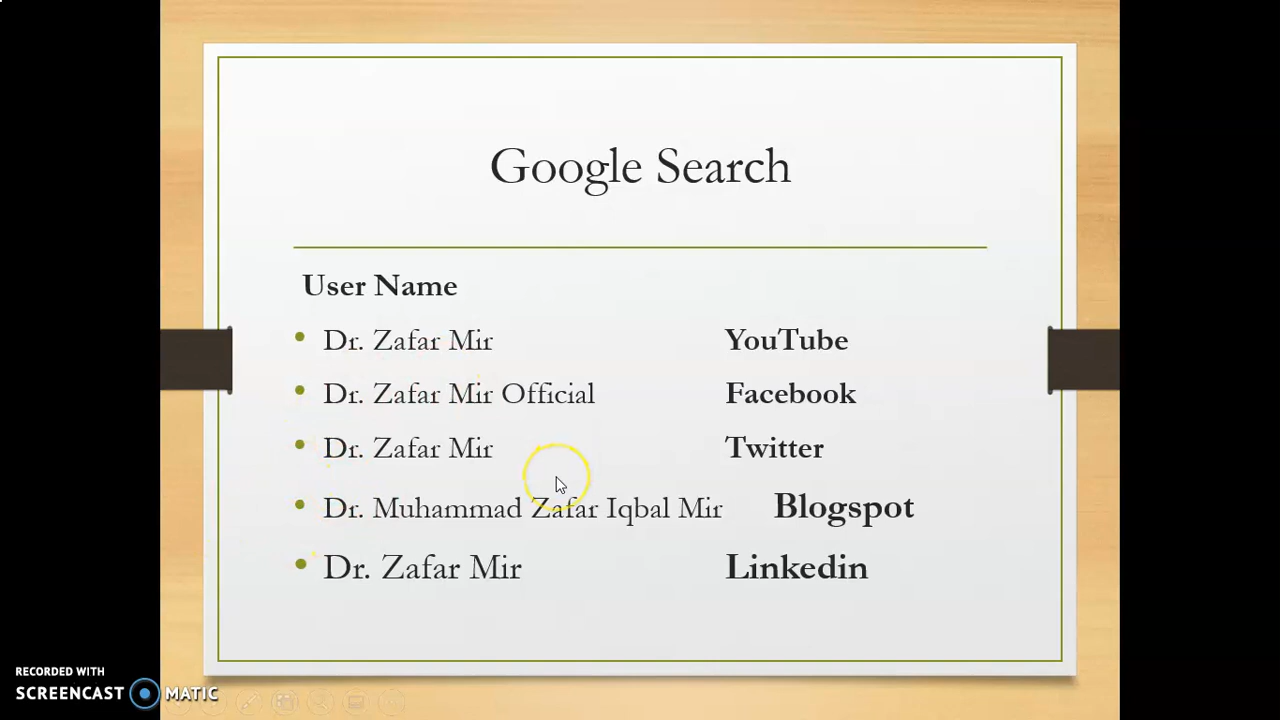 Google Search
User Name
• Dr. Zafar Mir YouTube
• Dr. Zafar Mir Official Facebook
• Dr. Zafar Mir Twitter
• Dr. Muhammad Zafar Iqbal Mir Blogspot
• Dr. Zafar Mir Linkedin
RECORDED WITH
SCREENCAST MATIC